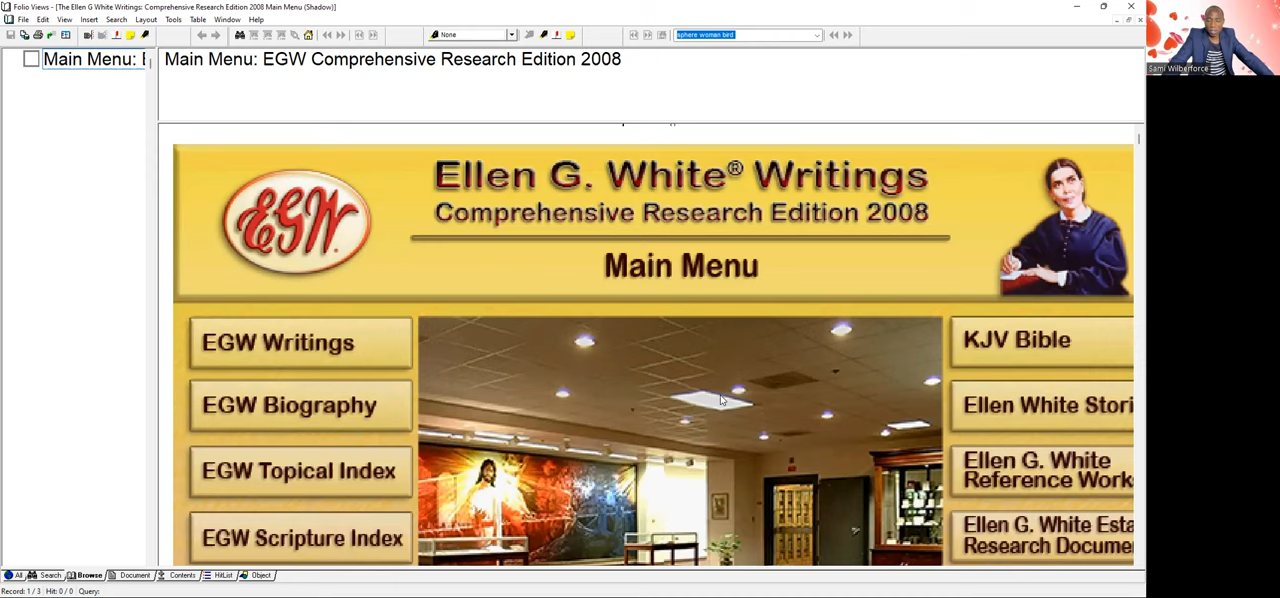 Folio Views - [The Ellen G White Writings: Comprehensive Research Edition 2008 Main Menu (Shadow)]
File Edit View Insert Search Layout Tools Table Window Help
None
sphere woman bird
Sami Wilberforce
Main Menu: E
Main Menu: EGW Comprehensive Research Edition 2008
EGW
Ellen G. White® Writings
Comprehensive Research Edition 2008
Main Menu
EGW Writings
EGW Biography
EGW Topical Index
EGW Scripture Index
KJV Bible
Ellen White Stori
Ellen G. White
Reference Work
Ellen G. White Esta
Research Documen
All Search Browse Document Contents HitList Object
Record: 1 / 3 Hit: 0 / 0 Query: